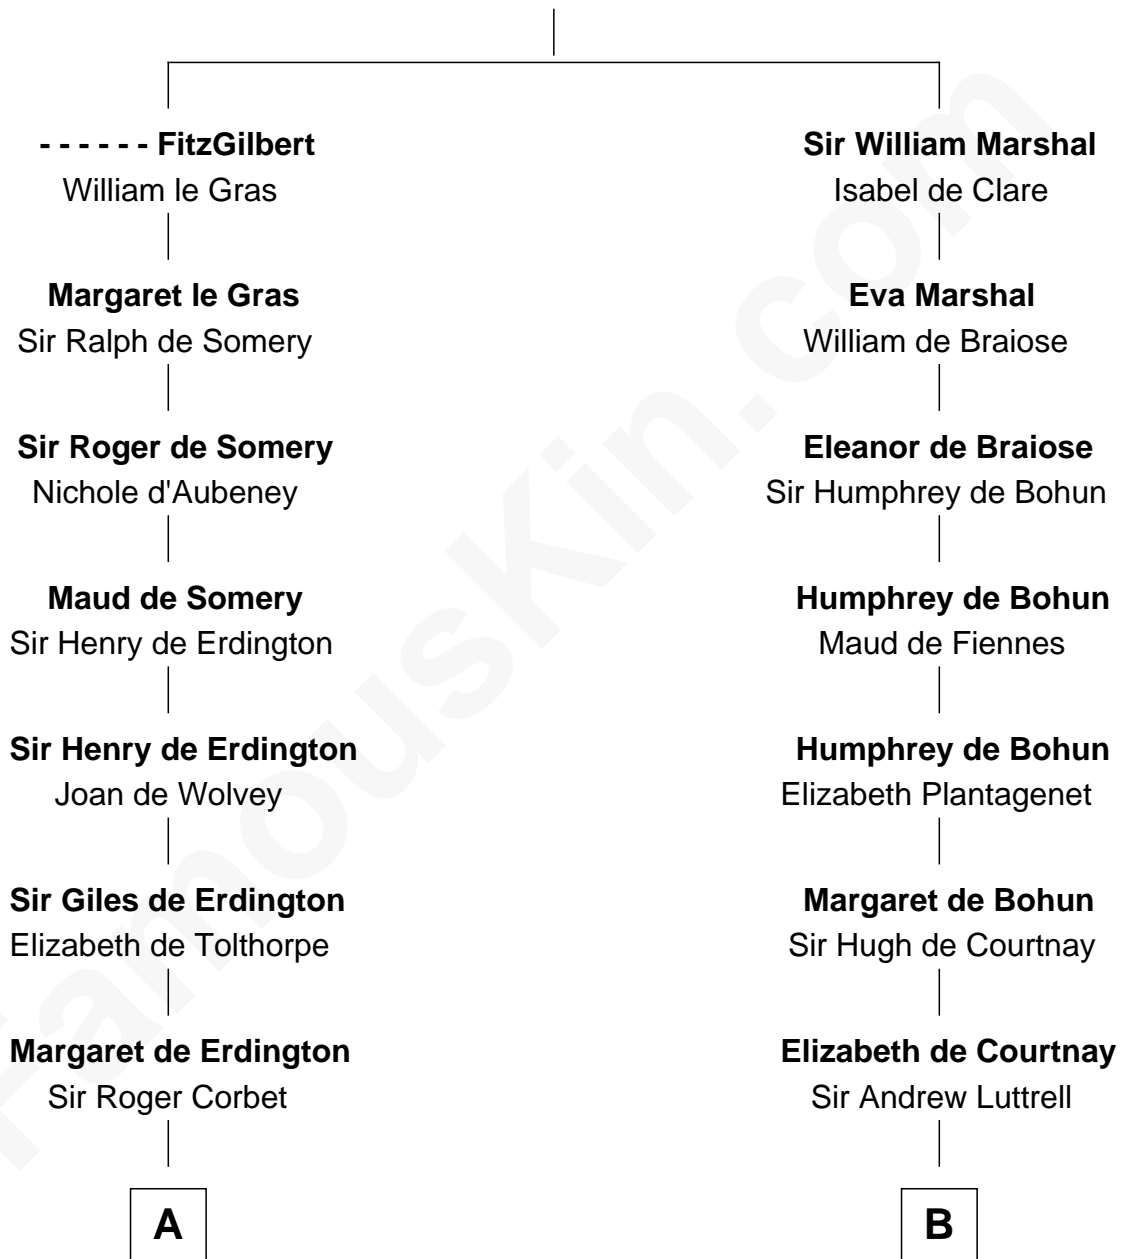 - - - - - - FitzGilbert
William le Gras
Margaret le Gras
Sir Ralph de Somery
Sir Roger de Somery
Nichole d'Aubeney
Maud de Somery
Sir Henry de Erdington
Sir Henry de Erdington
Joan de Wolvey
Sir Giles de Erdington
Elizabeth de Tolthorpe
Margaret de Erdington
Sir Roger Corbet
A
Sir William Marshal
Isabel de Clare
Eva Marshal
William de Braiose
Eleanor de Braiose
Sir Humphrey de Bohun
Humphrey de Bohun
Maud de Fiennes
Humphrey de Bohun
Elizabeth Plantagenet
Margaret de Bohun
Sir Hugh de Courtnay
Elizabeth de Courtnay
Sir Andrew Luttrell
B
FamousKin.com